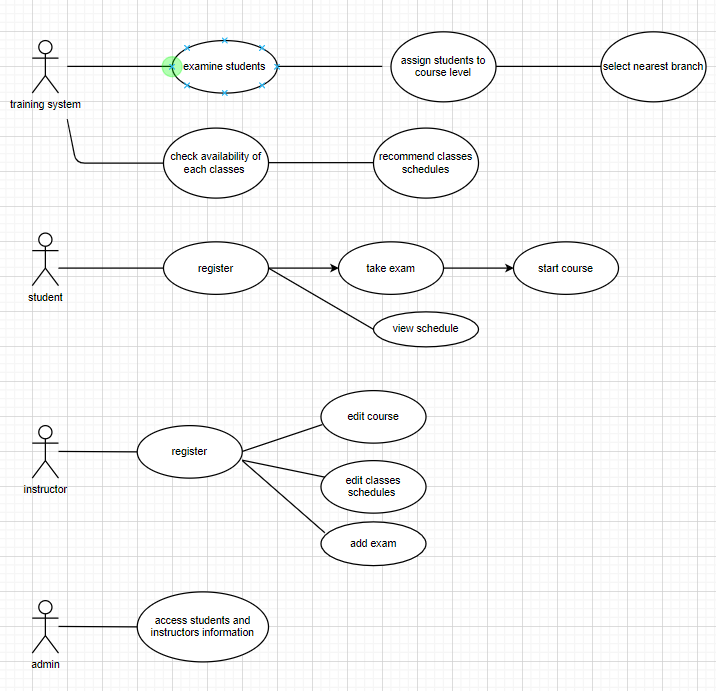 examine students
assign students to
course level
select nearest branch
training system
check availability of
each classes
recommend classes
schedules
register
take exam
start course
student
view schedule
edit course
register
edit classes
schedules
instructor
add exam
access students and
instructors information
admin